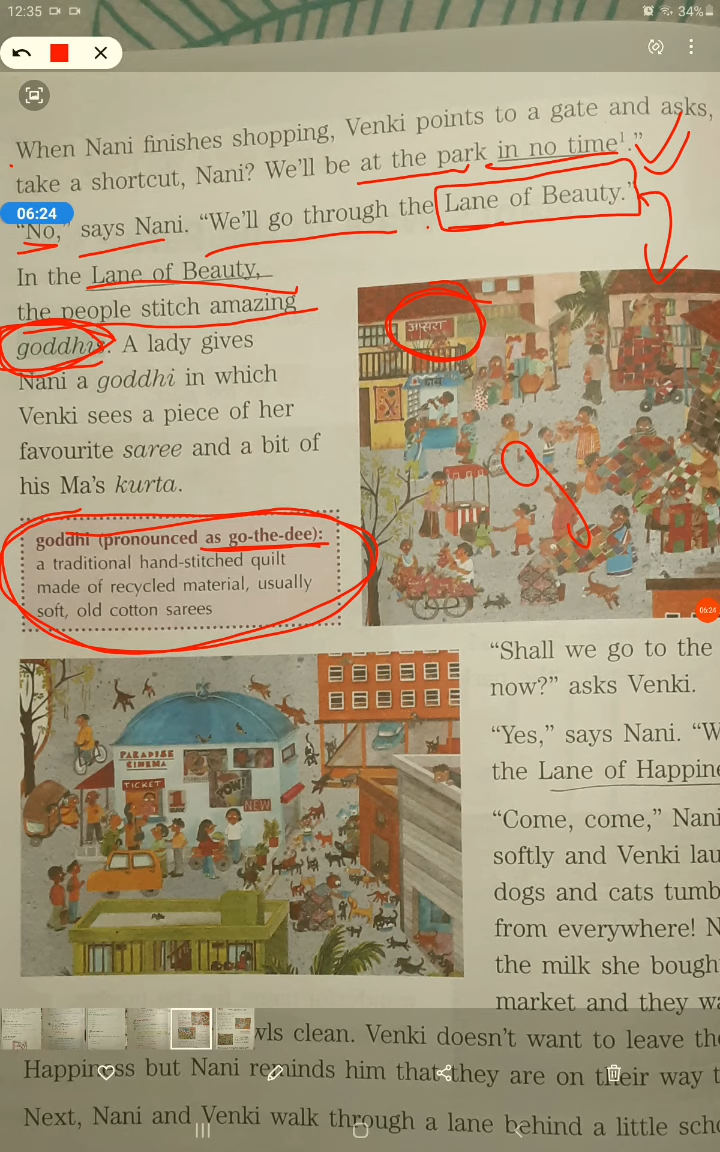 12:35
34%
When Nani finishes shopping, Venki points to a gate and asks,
take a shortcut, Nani? We'll be at the park in no time¹."
06:24
"No," says Nani. "We'll go through the Lane of Beauty."
In the Lane of Beauty,
the people stitch amazing
goddhis. A lady gives
Nani a goddhi in which
Venki sees a piece of her
favourite saree and a bit of
his Ma's kurta.
goddhi (pronounced as go-the-dee):
a traditional hand-stitched quilt
made of recycled material, usually
soft, old cotton sarees
06:24
PARADISE
CINEMA
TICKET
POW!!
NEW
"Shall we go to the
now?" asks Venki.
"Yes," says Nani. "W
the Lane of Happine
"Come, come," Nani
softly and Venki lau
dogs and cats tumb
from everywhere! N
the milk she bough
market and they wa
wls clean. Venki doesn't want to leave the
Happiness but Nani reminds him that they are on their way t
Next, Nani and Venki walk through a lane behind a little scho